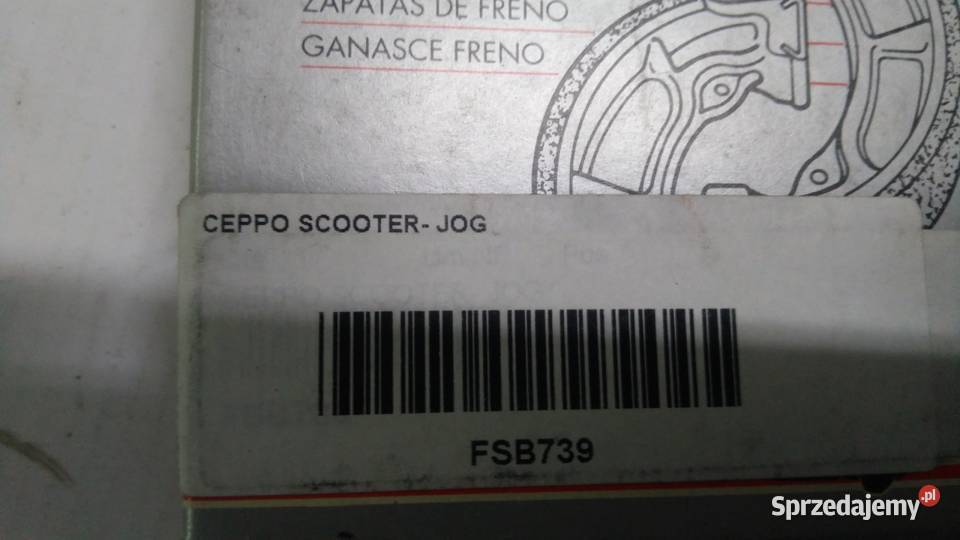 ZAPATAS DE FRENO
GANASCE FRENO
CEPPO SCOOTER- JOG
FSB739
Sprzedajemy.pl